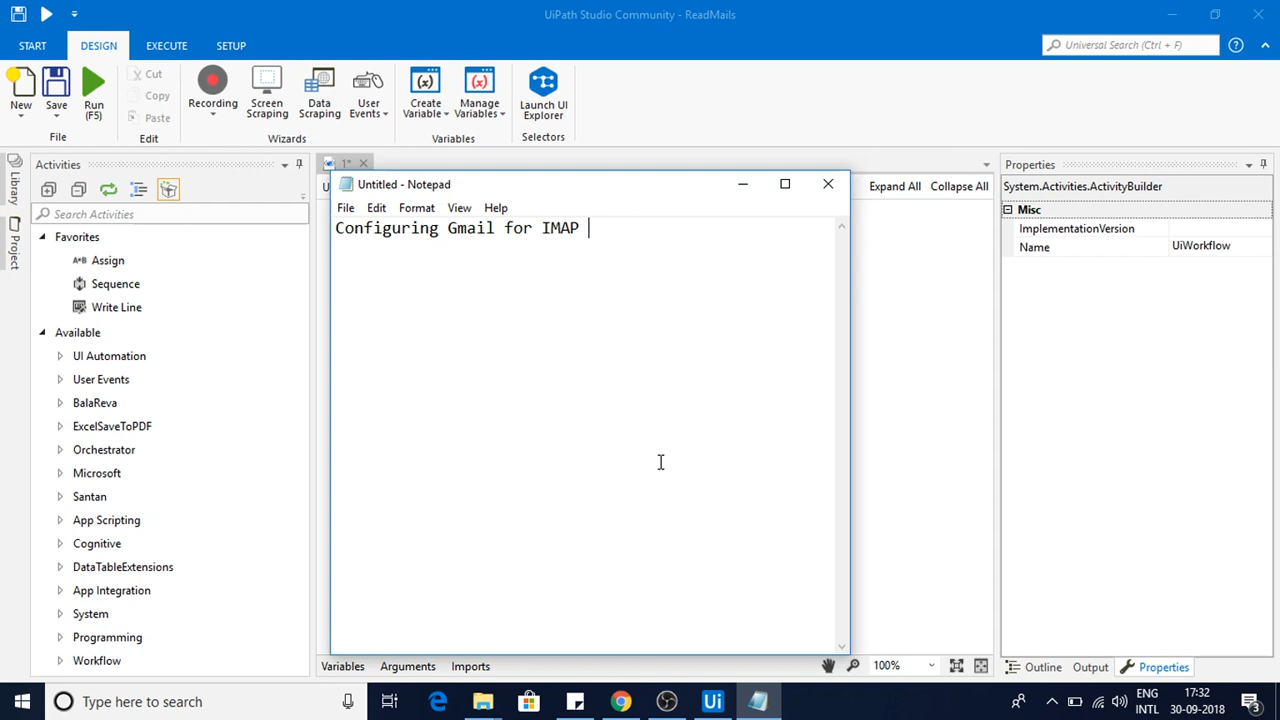 UiPath Studio Community - ReadMails
START DESIGN EXECUTE SETUP
Universal Search (Ctrl + F)
New Save Run (F5)
Cut
Copy
Paste
Recording Screen Scraping Data Scraping User Events Create Variable Manage Variables Launch UI Explorer
File Edit Wizards Variables Selectors
Library
Project
Activities
Search Activities
Favorites
Assign
Sequence
Write Line
Available
UI Automation
User Events
BalaReva
ExcelSaveToPDF
Orchestrator
Microsoft
Santan
App Scripting
Cognitive
DataTableExtensions
App Integration
System
Programming
Workflow
1*
Expand All Collapse All
Untitled - Notepad
File Edit Format View Help
Configuring Gmail for IMAP
Variables Arguments Imports
100%
Properties
System.Activities.ActivityBuilder
Misc
ImplementationVersion
Name UiWorkflow
Outline Output Properties
Type here to search
Ui
ENG
INTL
17:32
30-09-2018
3